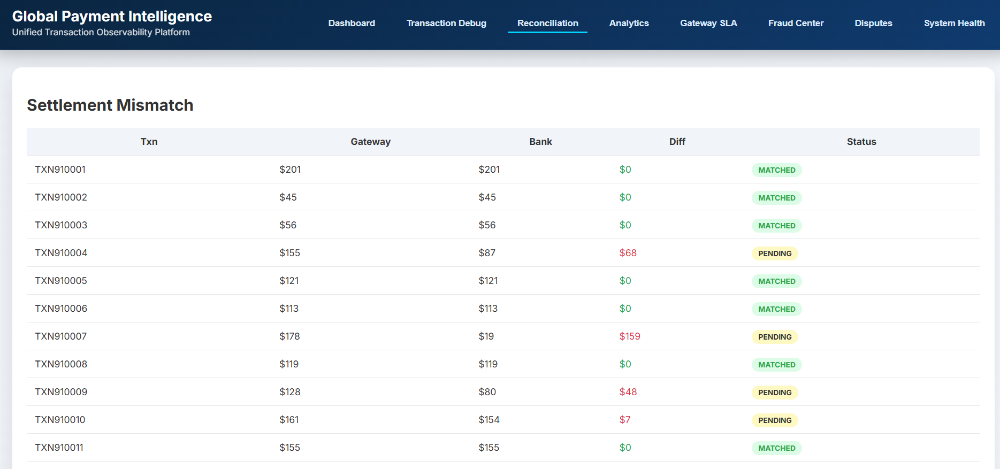 Global Payment Intelligence
Unified Transaction Observability Platform
Dashboard Transaction Debug Reconciliation Analytics Gateway SLA Fraud Center Disputes System Health
Settlement Mismatch
Txn Gateway Bank Diff Status
TXN910001 $201 $201 $0 MATCHED
TXN910002 $45 $45 $0 MATCHED
TXN910003 $56 $56 $0 MATCHED
TXN910004 $155 $87 $68 PENDING
TXN910005 $121 $121 $0 MATCHED
TXN910006 $113 $113 $0 MATCHED
TXN910007 $178 $19 $159 PENDING
TXN910008 $119 $119 $0 MATCHED
TXN910009 $128 $80 $48 PENDING
TXN910010 $161 $154 $7 PENDING
TXN910011 $155 $155 $0 MATCHED